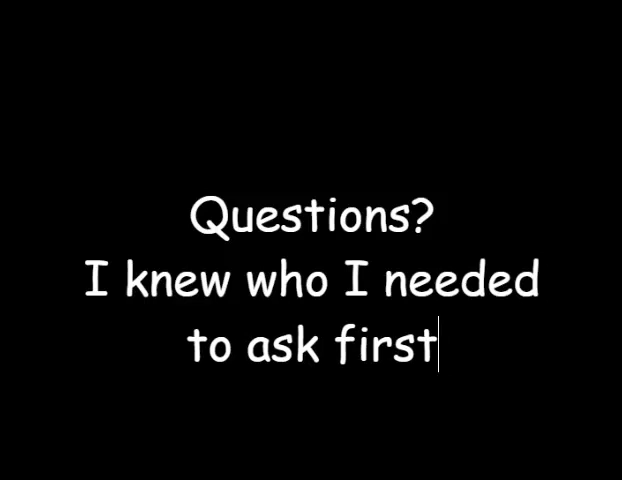 Questions?
I knew who I needed
to ask first